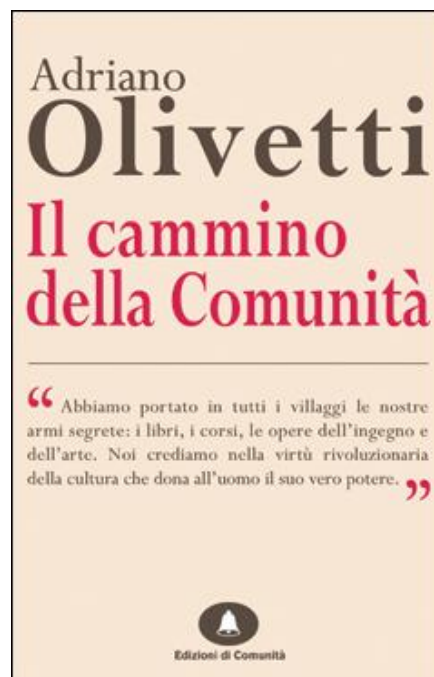 Adriano
Olivetti
Il cammino
della Comunità
“ Abbiamo portato in tutti i villaggi le nostre
armi segrete: i libri, i corsi, le opere dell’ingegno e
dell’arte. Noi crediamo nella virtù rivoluzionaria
della cultura che dona all’uomo il suo vero potere. ”
Edizioni di Comunità